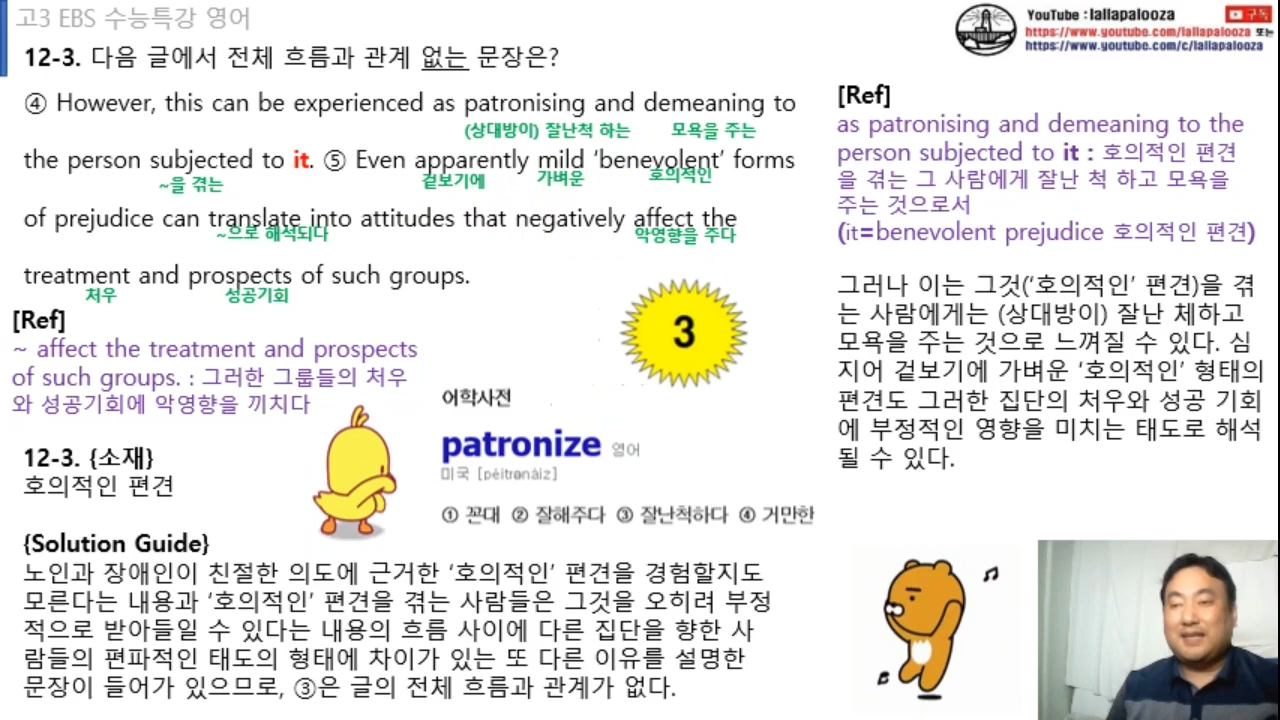 고3 EBS 수능특강 영어
12-3. 다음 글에서 전체 흐름과 관계 없는 문장은?
④ However, this can be experienced as patronising and demeaning to
(상대방이) 잘난척 하는 모욕을 주는
the person subjected to it. ⑤ Even apparently mild ‘benevolent’ forms
~을 겪는 겉보기에 가벼운 호의적인
of prejudice can translate into attitudes that negatively affect the
~으로 해석되다 악영향을 주다
treatment and prospects of such groups.
처우 성공기회
[Ref]
~ affect the treatment and prospects
of such groups. : 그러한 그룹들의 처우
와 성공기회에 악영향을 끼치다
3
어학사전
patronize 영어
미국 [péitrənàiz]
① 꼰대 ② 잘해주다 ③ 잘난척하다 ④ 거만한
12-3. {소재}
호의적인 편견
{Solution Guide}
노인과 장애인이 친절한 의도에 근거한 ‘호의적인’ 편견을 경험할지도
모른다는 내용과 ‘호의적인’ 편견을 겪는 사람들은 그것을 오히려 부정
적으로 받아들일 수 있다는 내용의 흐름 사이에 다른 집단을 향한 사
람들의 편파적인 태도의 형태에 차이가 있는 또 다른 이유를 설명한
문장이 들어가 있으므로, ③은 글의 전체 흐름과 관계가 없다.
YouTube : lallapalooza 구독
https://www.youtube.com/lallapalooza 또는
https://www.youtube.com/c/lallapalooza
[Ref]
as patronising and demeaning to the
person subjected to it : 호의적인 편견
을 겪는 그 사람에게 잘난 척 하고 모욕을
주는 것으로서
(it=benevolent prejudice 호의적인 편견)
그러나 이는 그것(‘호의적인’ 편견)을 겪
는 사람에게는 (상대방이) 잘난 체하고
모욕을 주는 것으로 느껴질 수 있다. 심
지어 겉보기에 가벼운 ‘호의적인’ 형태의
편견도 그러한 집단의 처우와 성공 기회
에 부정적인 영향을 미치는 태도로 해석
될 수 있다.